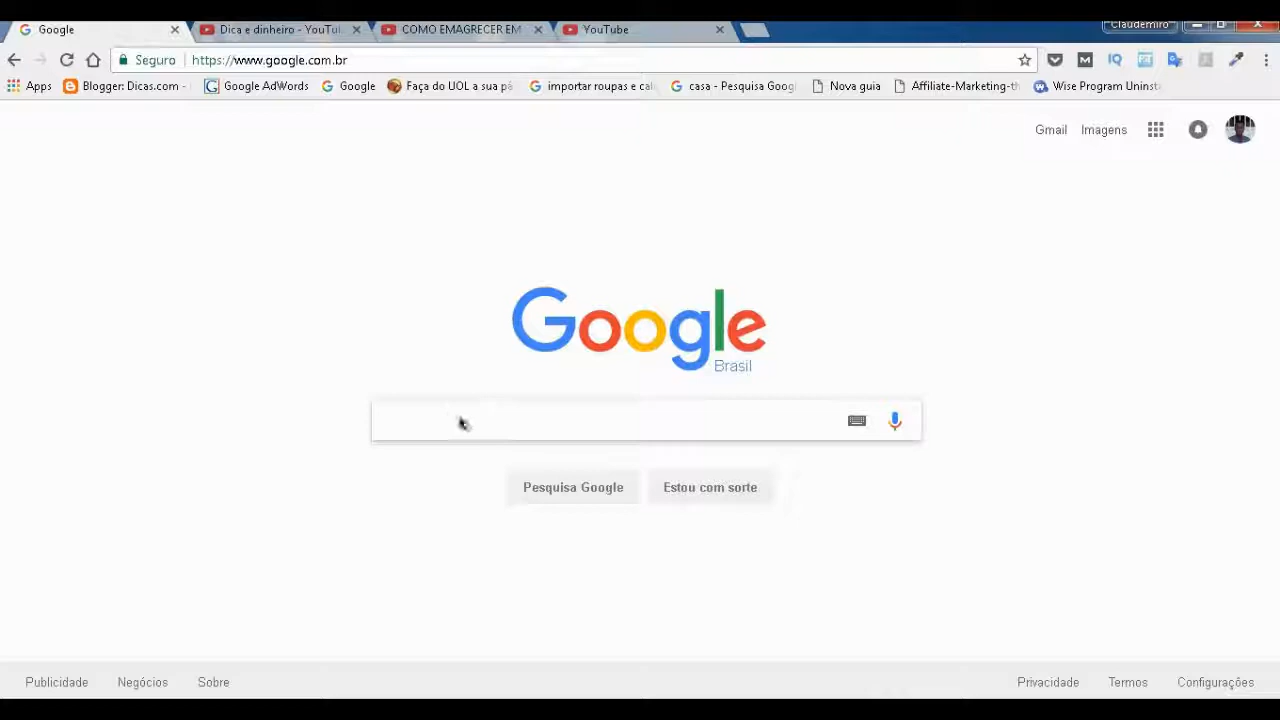 Google
Dica e dinheiro - YouTu
COMO EMAGRECER EM
YouTube
Claudemiro
Seguro
https://www.google.com.br
Apps
Blogger: Dicas.com -
Google AdWords
Google
Faça do UOL a sua pá
importar roupas e calç
casa - Pesquisa Goog
Nova guia
Affiliate-Marketing-th
Wise Program Uninsta
Gmail
Imagens
Google
Brasil
Pesquisa Google
Estou com sorte
Publicidade
Negócios
Sobre
Privacidade
Termos
Configurações